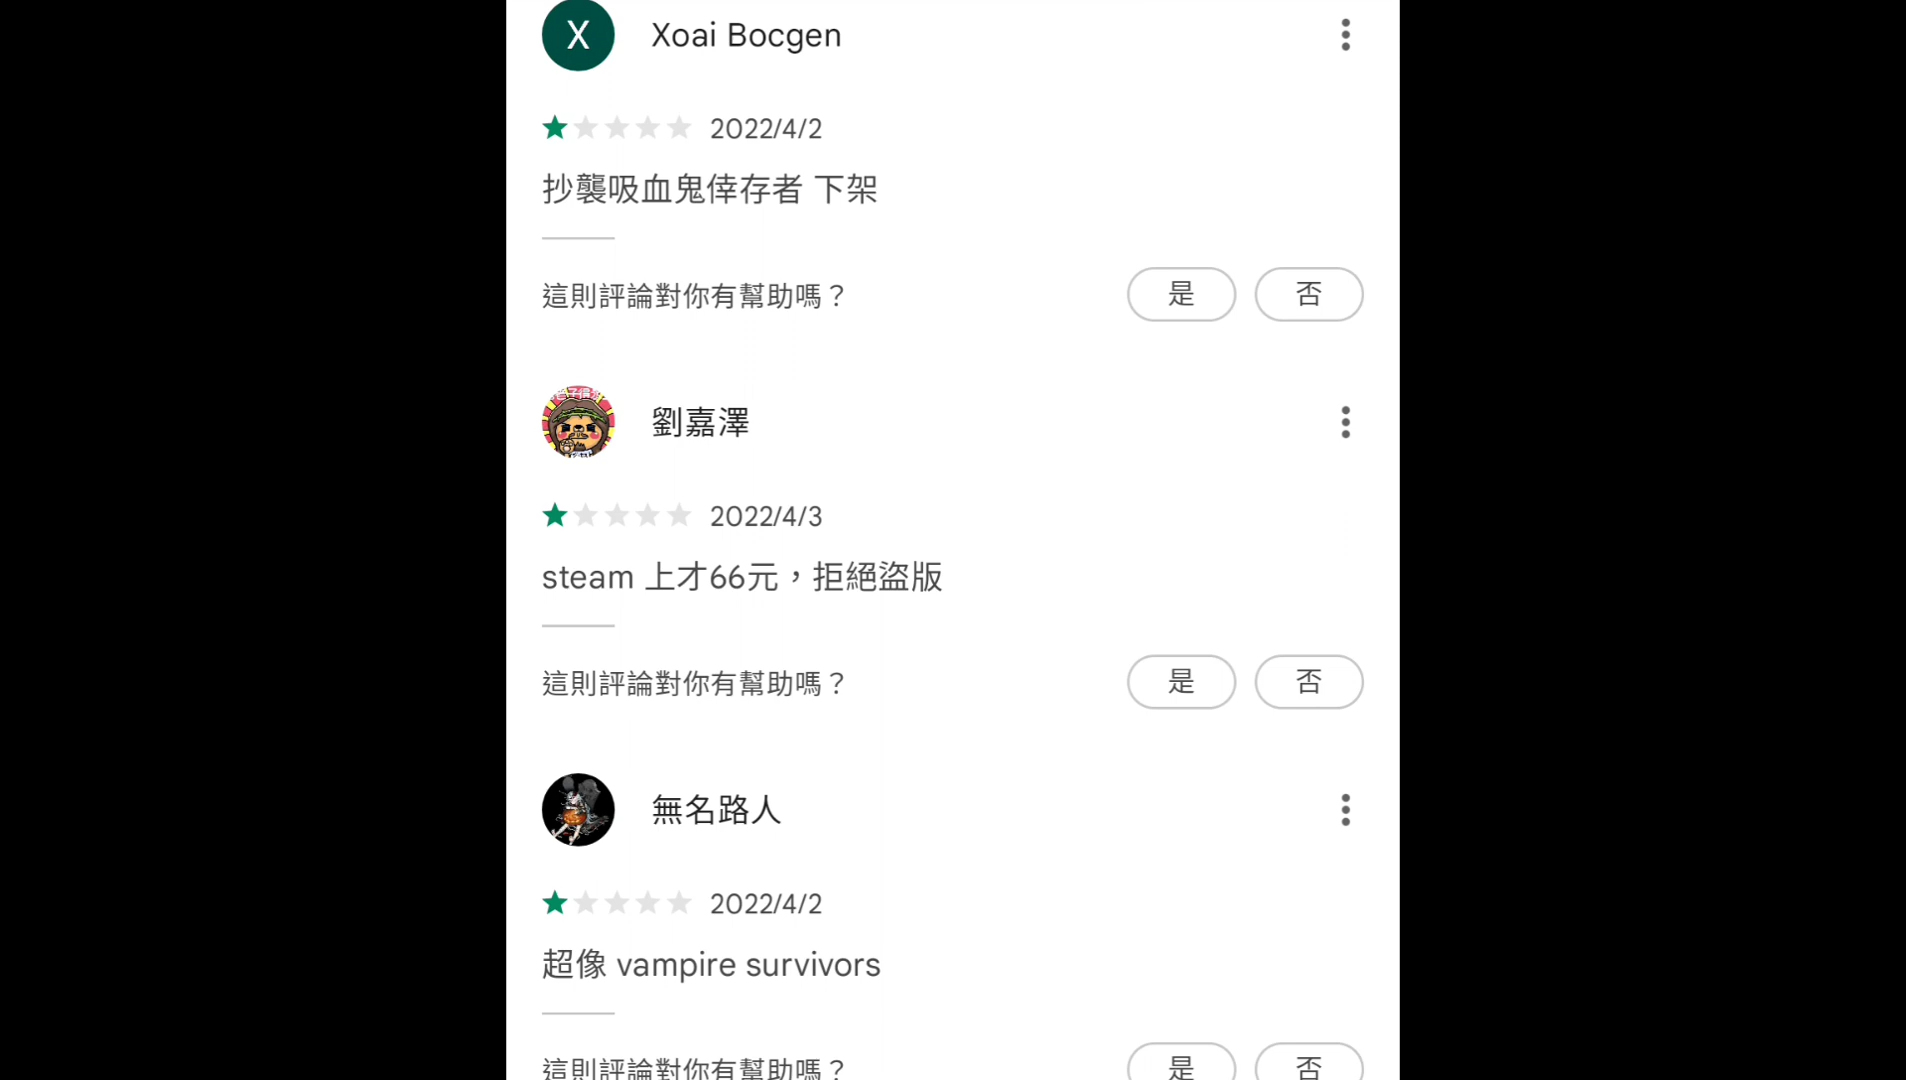 X
Xoai Bocgen
2022/4/2
抄襲吸血鬼倖存者 下架
這則評論對你有幫助嗎？
是
否
劉嘉澤
2022/4/3
steam 上才66元，拒絕盜版
這則評論對你有幫助嗎？
是
否
無名路人
2022/4/2
超像 vampire survivors
這則評論對你有幫助嗎？
是
否